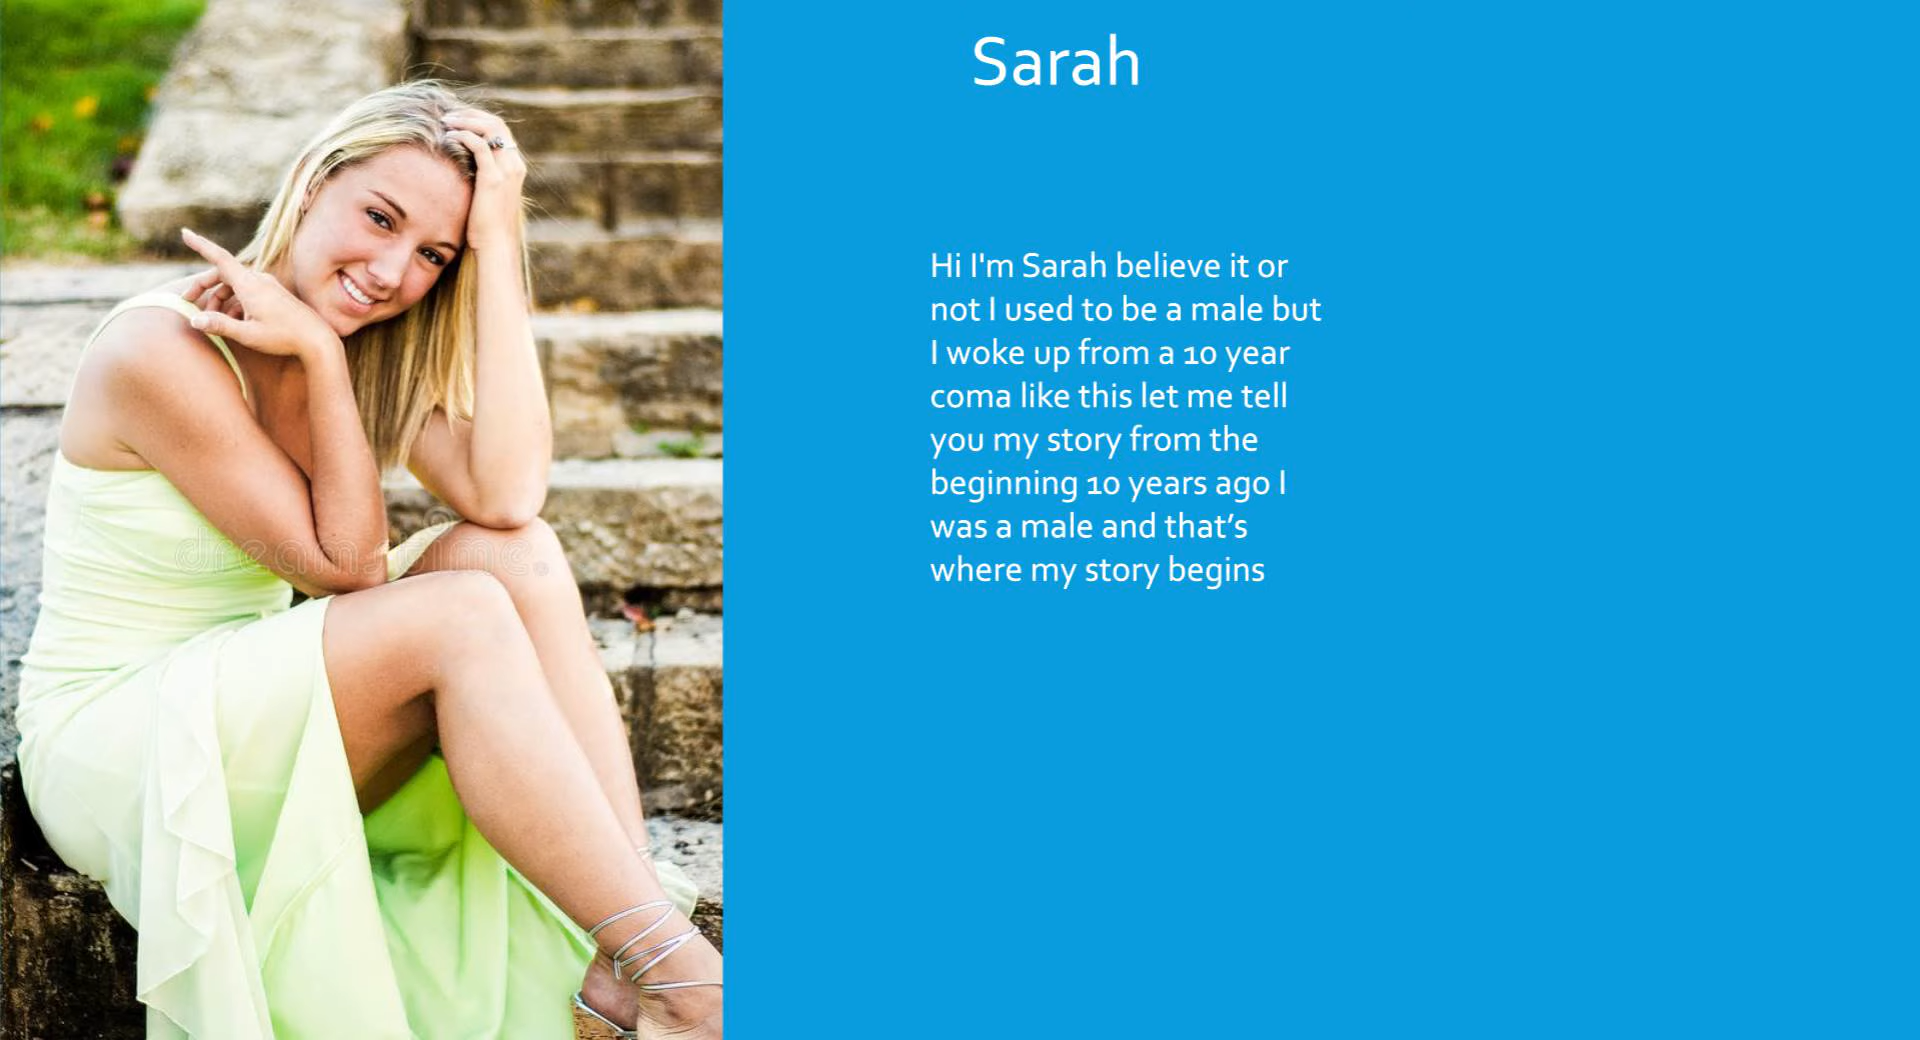 Sarah
Hi I'm Sarah believe it or
not I used to be a male but
I woke up from a 10 year
coma like this let me tell
you my story from the
beginning 10 years ago I
was a male and that’s
where my story begins
dreamstime.